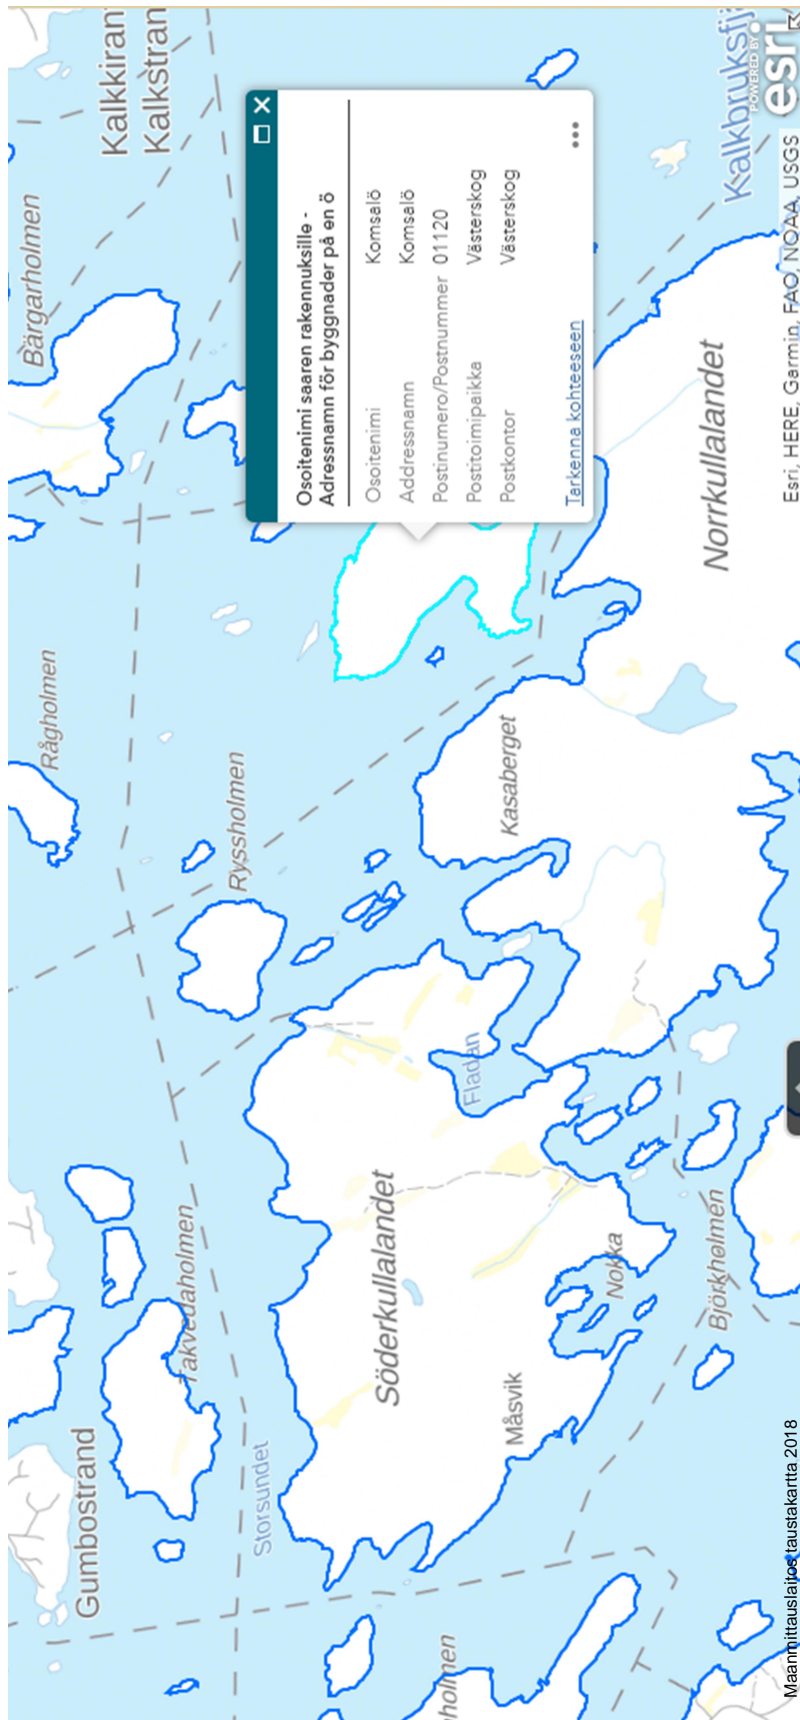 Kalkkiran
Kalkstran
Bärgarholmen
Rågholmen
Ryssholmen
Takvedaholmen
Gumbostrand
Storsundet
Osoitenimi saaren rakennuksille -
Adressnamn för byggnader på en ö
Osoitenimi Komsalö
Addressnamn Komsalö
Postinumero/Postnummer 01120
Postitoimipaikka Västerskog
Postkontor Västerskog
Tarkenna kohteeseen
Kalkbruksfj
Kasaberget
Norrkullalandet
Fladan
Söderkullalandet
Nokka
Måsvik
Björkholmen
holmen
POWERED BY
esri
Maanmittauslaitos taustakartta 2018
Esri, HERE, Garmin, FAO, NOAA, USGS